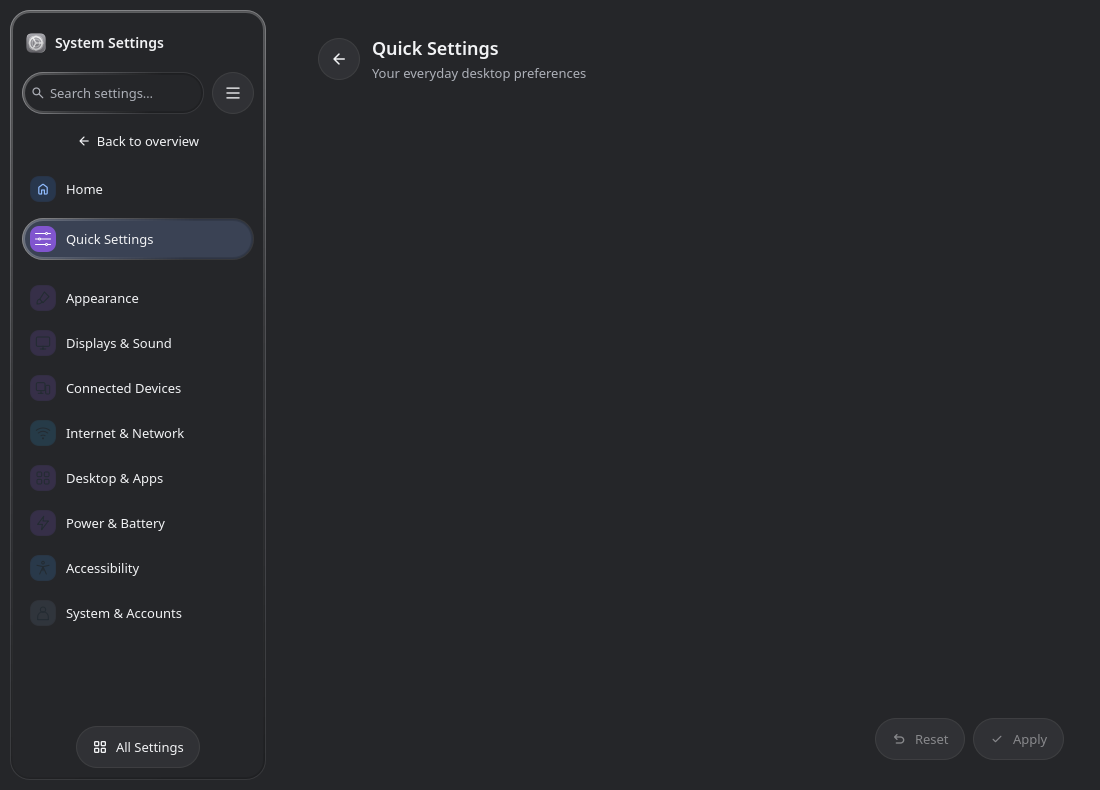 System Settings
Search settings...
Back to overview
Home
Quick Settings
Appearance
Displays & Sound
Connected Devices
Internet & Network
Desktop & Apps
Power & Battery
Accessibility
System & Accounts
All Settings
Quick Settings
Your everyday desktop preferences
Reset
Apply